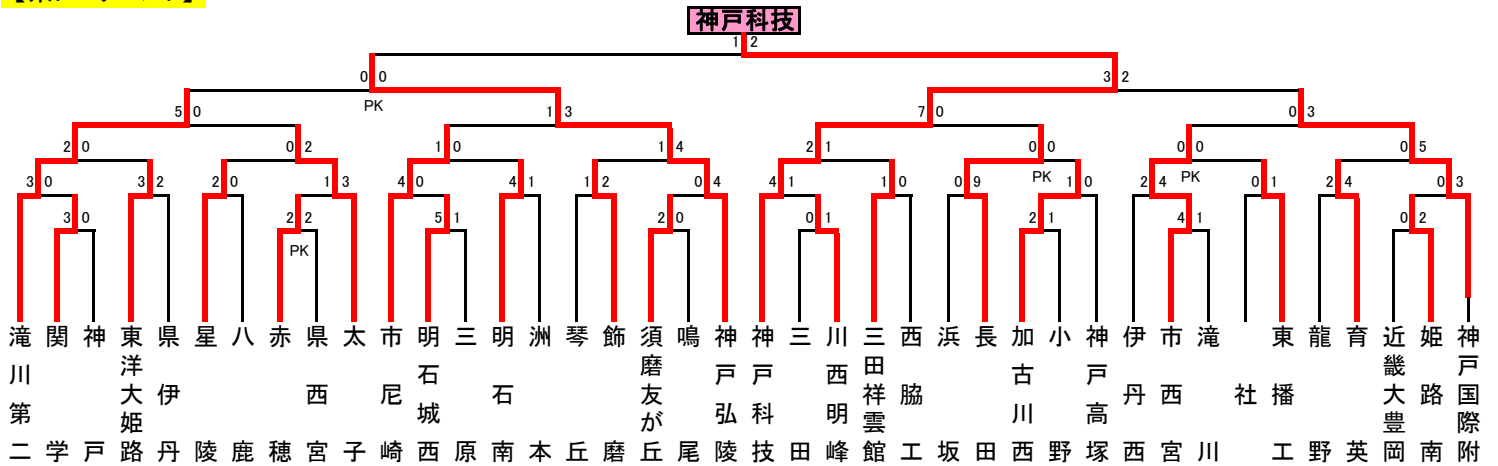 神戸科技
1 2
0 0
3 2
PK
5 0
1 3
7 0
0 3
2 0
0 2
1 0
1 4
2 1
0 0
0 0
0 5
PK
PK
3 0
3 2
2 0
1 3
4 0
4 1
1 2
0 4
4 1
1 0
0 9
1 0
2 4
0 1
2 4
0 3
3 0
2 2
5 1
2 0
0 1
2 1
4 1
0 2
PK
滝川第二
関学
神戸
東洋大姫路
県伊丹
星陵
八鹿
赤穂
県西宮
太子
市尼崎
明石城西
三原
明石南
洲本
琴丘
飾磨
須磨友が丘
鳴尾
神戸弘陵
神戸科技
三田
川西明峰
三田祥雲館
西脇工
浜坂
長田
加古川西
小野
神戸高塚
伊丹西
市西宮
滝川
社
東播工
龍野
育英
近畿大豊岡
姫路南
神戸国際附